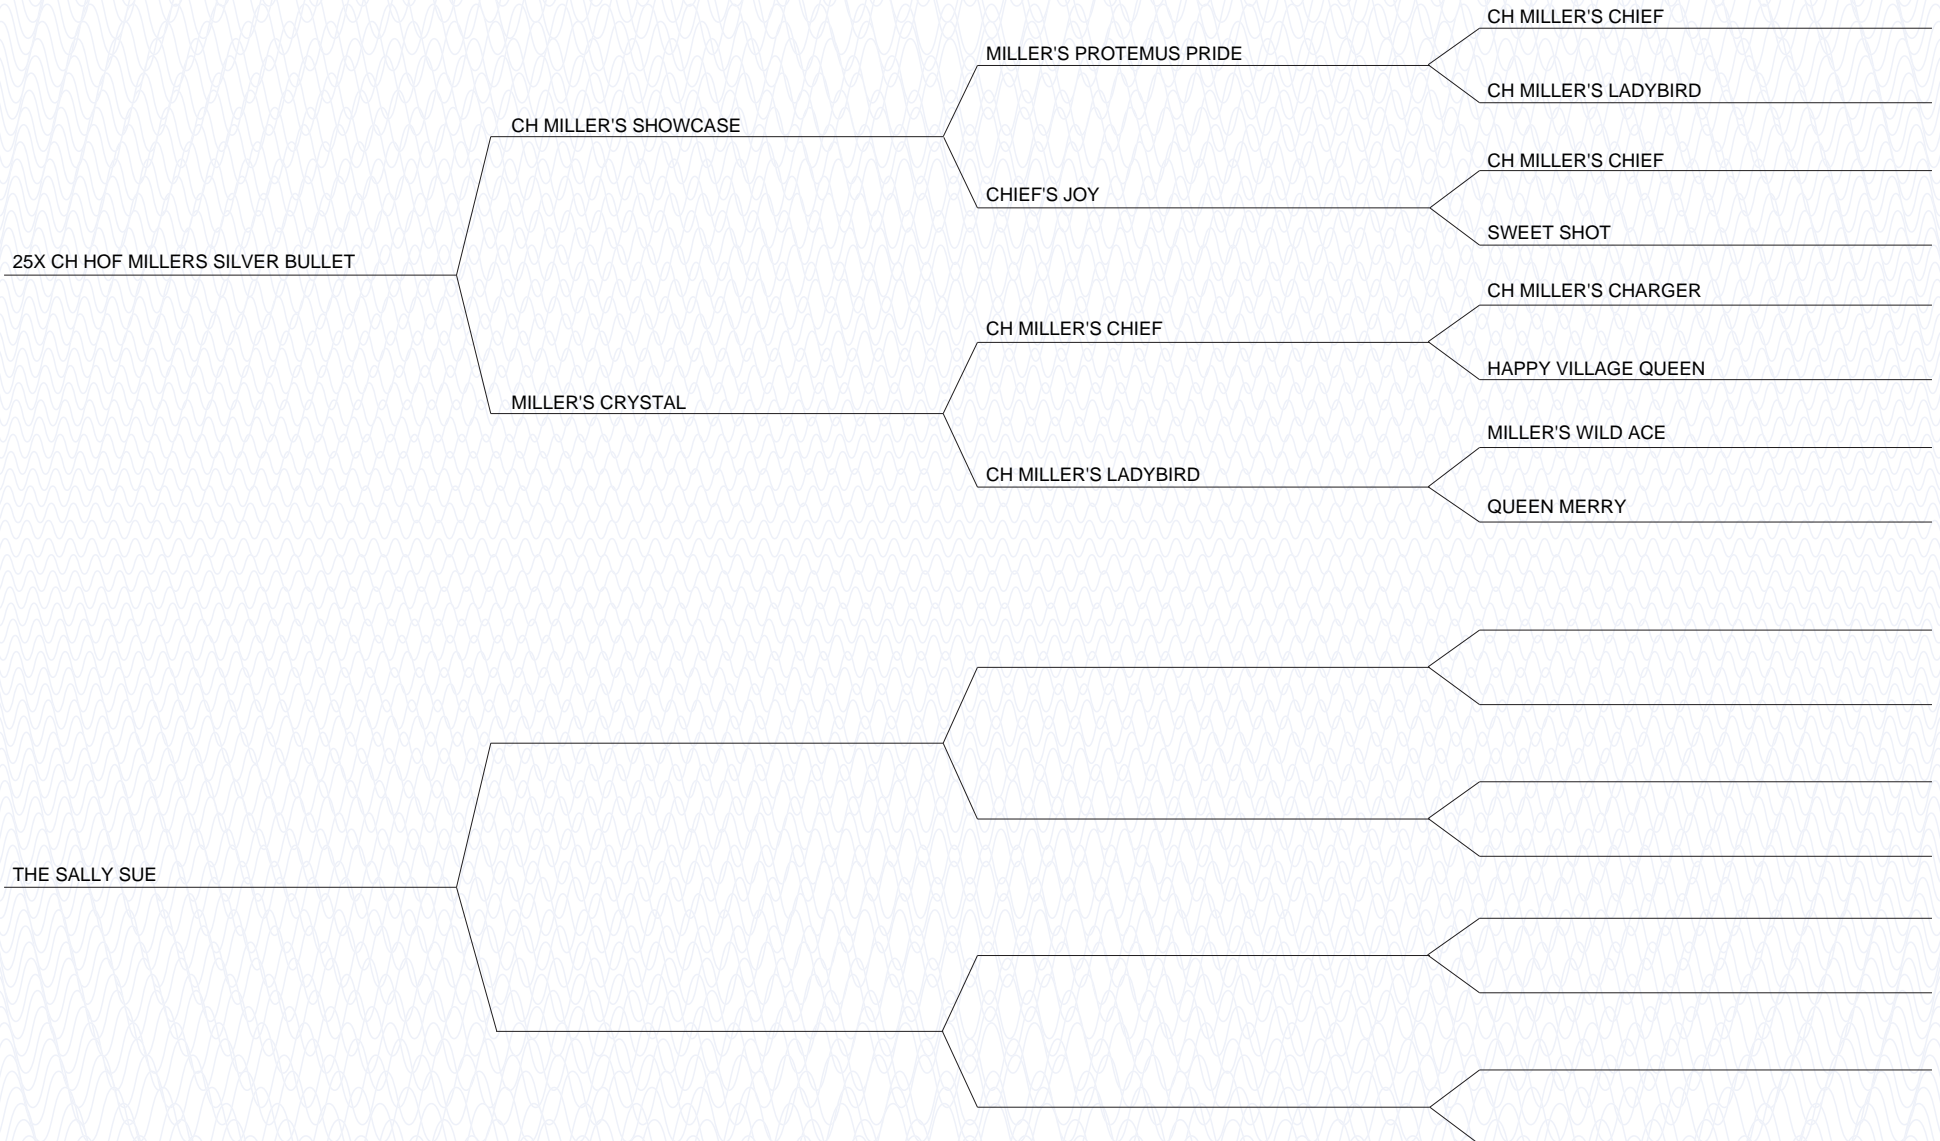 CH MILLER'S CHIEF
MILLER'S PROTEMUS PRIDE
CH MILLER'S LADYBIRD
CH MILLER'S SHOWCASE
CH MILLER'S CHIEF
CHIEF'S JOY
SWEET SHOT
25X CH HOF MILLERS SILVER BULLET
CH MILLER'S CHARGER
CH MILLER'S CHIEF
HAPPY VILLAGE QUEEN
MILLER'S CRYSTAL
MILLER'S WILD ACE
CH MILLER'S LADYBIRD
QUEEN MERRY
THE SALLY SUE